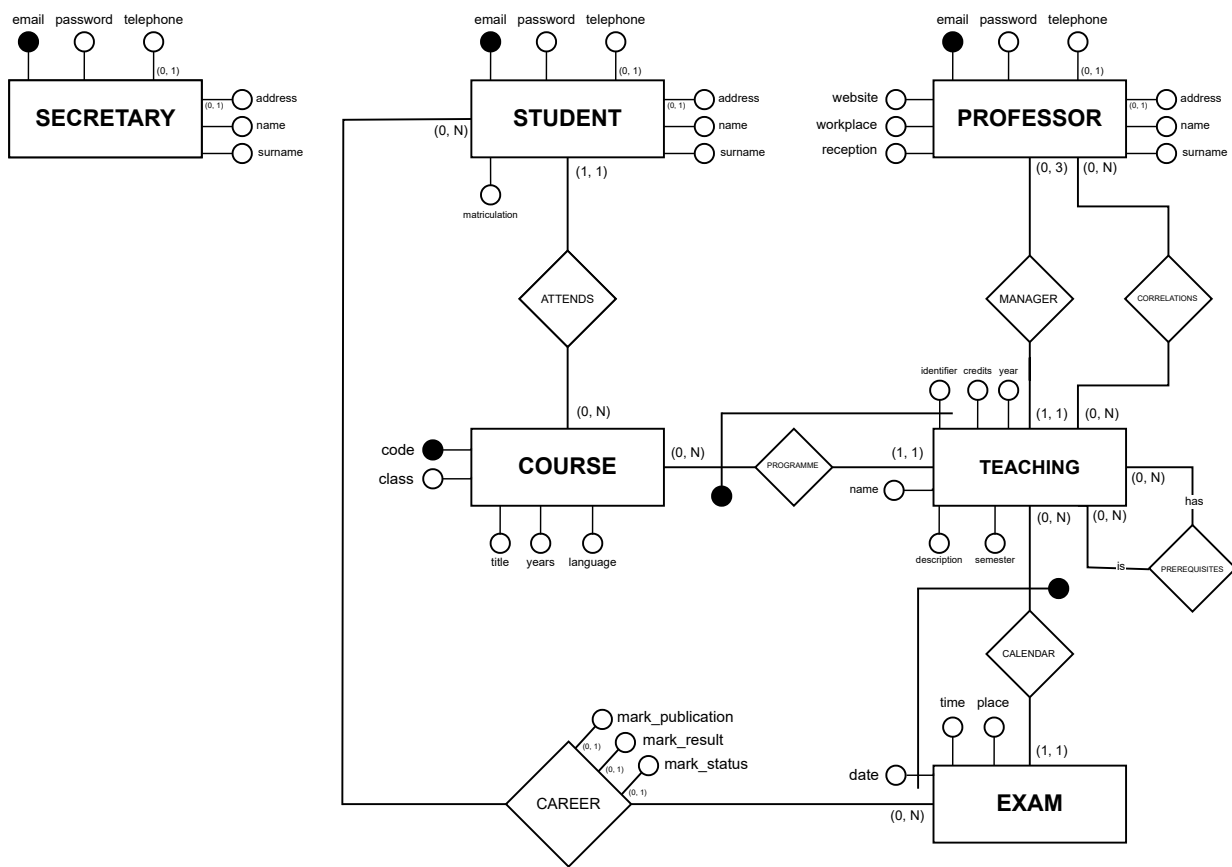 email password telephone
(0, 1)
SECRETARY
(0, 1) address
name
surname
email password telephone
(0, 1)
STUDENT
(0, 1) address
name
surname
(0, N)
(1, 1)
matriculation
email password telephone
(0, 1)
website
workplace
reception
PROFESSOR
(0, 1) address
name
surname
(0, 3) (0, N)
ATTENDS
MANAGER
CORRELATIONS
(0, N)
code
class
COURSE
(0, N)
title years language
PROGRAMME
identifier credits year
(1, 1) (0, N)
(1, 1)
TEACHING
name
(0, N)
(0, N) (0, N)
description semester
has
is
PREREQUISITES
CALENDAR
time place
(1, 1)
date
EXAM
(0, N)
mark_publication
(0, 1)
mark_result
(0, 1)
mark_status
(0, 1)
CAREER